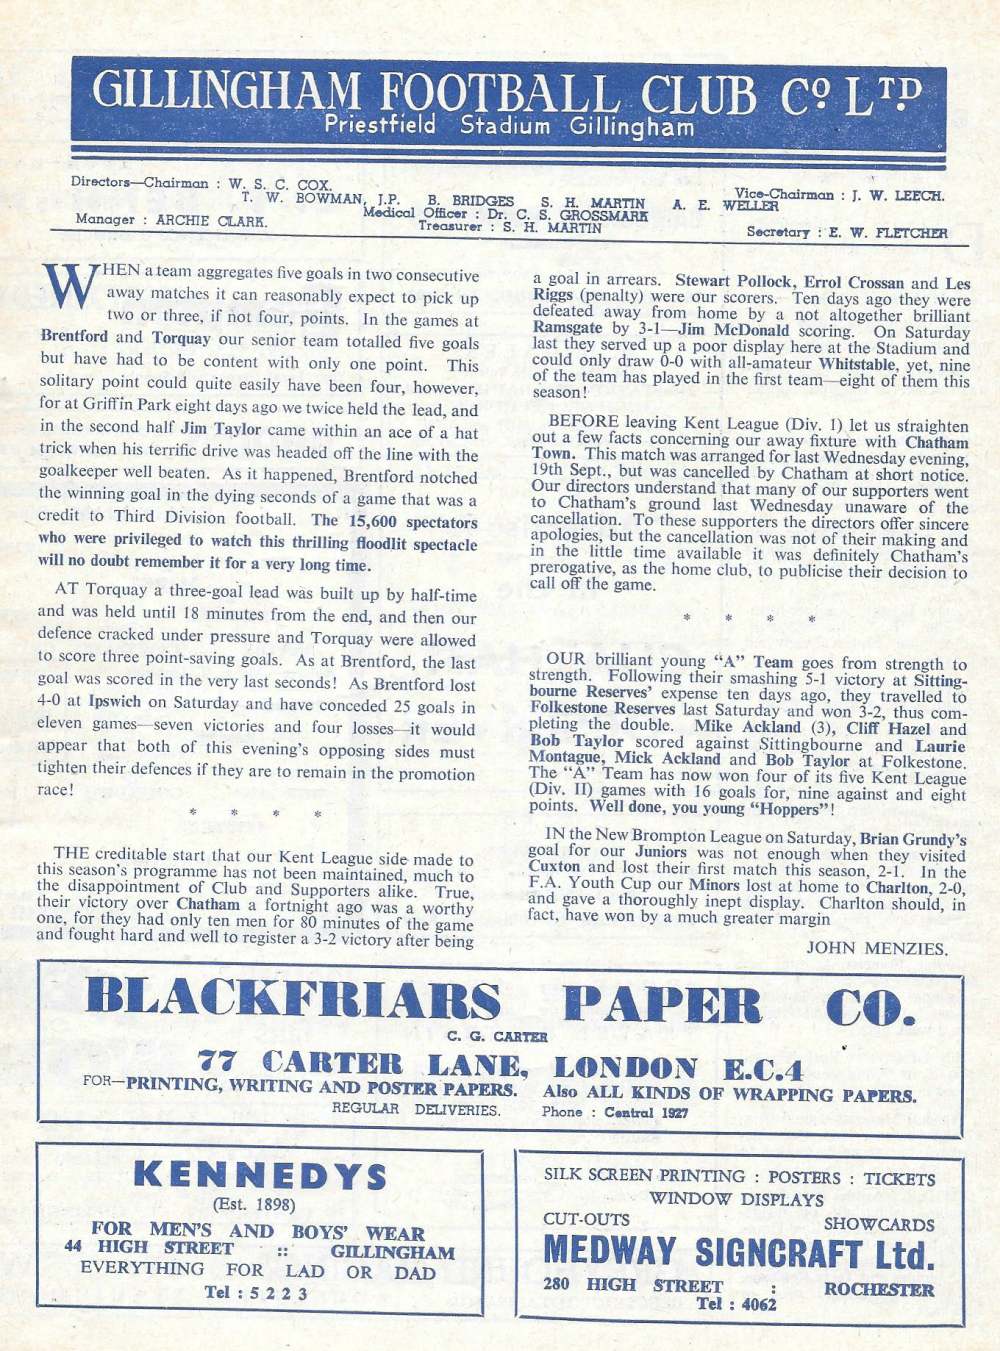 GILLINGHAM FOOTBALL CLUB Cº LTD.
Priestfield Stadium Gillingham
Directors—Chairman : W. S. C. COX. Vice-Chairman : J. W. LEECH.
T. W. BOWMAN, J.P. B. BRIDGES S. H. MARTIN A. E. WELLER
Medical Officer : Dr. C. S. GROSSMARK
Manager : ARCHIE CLARK. Treasurer : S. H. MARTIN Secretary : E. W. FLETCHER
WHEN a team aggregates five goals in two consecutive
away matches it can reasonably expect to pick up
two or three, if not four, points. In the games at
Brentford and Torquay our senior team totalled five goals
but have had to be content with only one point. This
solitary point could quite easily have been four, however,
for at Griffin Park eight days ago we twice held the lead, and
in the second half Jim Taylor came within an ace of a hat
trick when his terrific drive was headed off the line with the
goalkeeper well beaten. As it happened, Brentford notched
the winning goal in the dying seconds of a game that was a
credit to Third Division football. The 15,600 spectators
who were privileged to watch this thrilling floodlit spectacle
will no doubt remember it for a very long time.
AT Torquay a three-goal lead was built up by half-time
and was held until 18 minutes from the end, and then our
defence cracked under pressure and Torquay were allowed
to score three point-saving goals. As at Brentford, the last
goal was scored in the very last seconds! As Brentford lost
4-0 at Ipswich on Saturday and have conceded 25 goals in
eleven games—seven victories and four losses—it would
appear that both of this evening's opposing sides must
tighten their defences if they are to remain in the promotion
race!
* * * *
THE creditable start that our Kent League side made to
this season's programme has not been maintained, much to
the disappointment of Club and Supporters alike. True,
their victory over Chatham a fortnight ago was a worthy
one, for they had only ten men for 80 minutes of the game
and fought hard and well to register a 3-2 victory after being
a goal in arrears. Stewart Pollock, Errol Crossan and Les
Riggs (penalty) were our scorers. Ten days ago they were
defeated away from home by a not altogether brilliant
Ramsgate by 3-1—Jim McDonald scoring. On Saturday
last they served up a poor display here at the Stadium and
could only draw 0-0 with all-amateur Whitstable, yet, nine
of the team has played in the first team—eight of them this
season!
BEFORE leaving Kent League (Div. 1) let us straighten
out a few facts concerning our away fixture with Chatham
Town. This match was arranged for last Wednesday evening,
19th Sept., but was cancelled by Chatham at short notice.
Our directors understand that many of our supporters went
to Chatham's ground last Wednesday unaware of the
cancellation. To these supporters the directors offer sincere
apologies, but the cancellation was not of their making and
in the little time available it was definitely Chatham's
prerogative, as the home club, to publicise their decision to
call off the game.
* * * *
OUR brilliant young "A" Team goes from strength to
strength. Following their smashing 5-1 victory at Sitting-
bourne Reserves' expense ten days ago, they travelled to
Folkestone Reserves last Saturday and won 3-2, thus com-
pleting the double. Mike Ackland (3), Cliff Hazel and
Bob Taylor scored against Sittingbourne and Laurie
Montague, Mick Ackland and Bob Taylor at Folkestone.
The "A" Team has now won four of its five Kent League
(Div. II) games with 16 goals for, nine against and eight
points. Well done, you young "Hoppers"!
IN the New Brompton League on Saturday, Brian Grundy's
goal for our Juniors was not enough when they visited
Cuxton and lost their first match this season, 2-1. In the
F.A. Youth Cup our Minors lost at home to Charlton, 2-0,
and gave a thoroughly inept display. Charlton should, in
fact, have won by a much greater margin
JOHN MENZIES.
BLACKFRIARS PAPER CO.
C. G. CARTER
77 CARTER LANE, LONDON E.C.4
FOR—PRINTING, WRITING AND POSTER PAPERS. Also ALL KINDS OF WRAPPING PAPERS.
REGULAR DELIVERIES. Phone : Central 1927
KENNEDYS
(Est. 1898)
FOR MEN'S AND BOYS' WEAR
44 HIGH STREET :: GILLINGHAM
EVERYTHING FOR LAD OR DAD
Tel : 5 2 2 3
SILK SCREEN PRINTING : POSTERS : TICKETS
WINDOW DISPLAYS
CUT-OUTS SHOWCARDS
MEDWAY SIGNCRAFT Ltd.
280 HIGH STREET : ROCHESTER
Tel : 4062